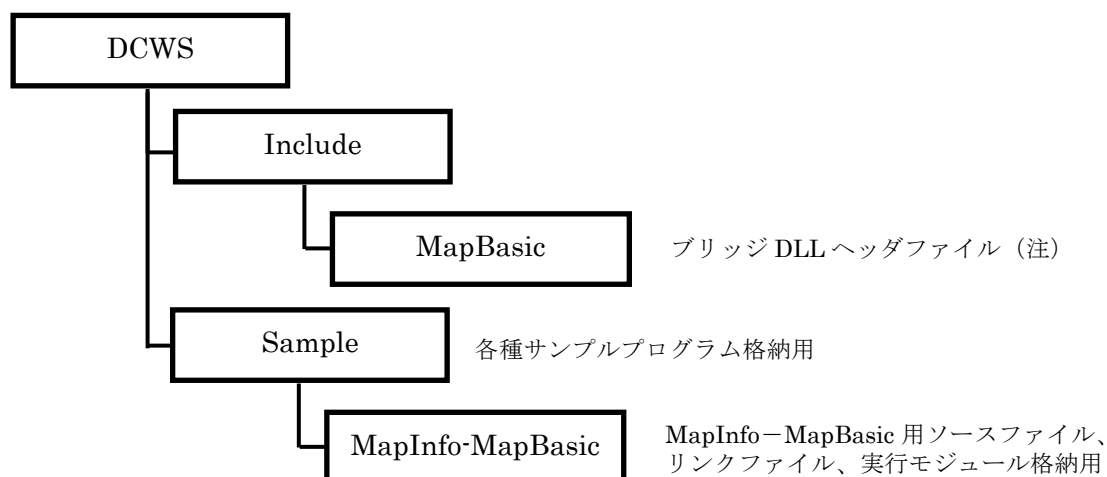 DCWS
Include
MapBasic
ブリッジ DLL ヘッダファイル（注）
Sample
各種サンプルプログラム格納用
MapInfo-MapBasic
MapInfo－MapBasic 用ソースファイル、
リンクファイル、実行モジュール格納用